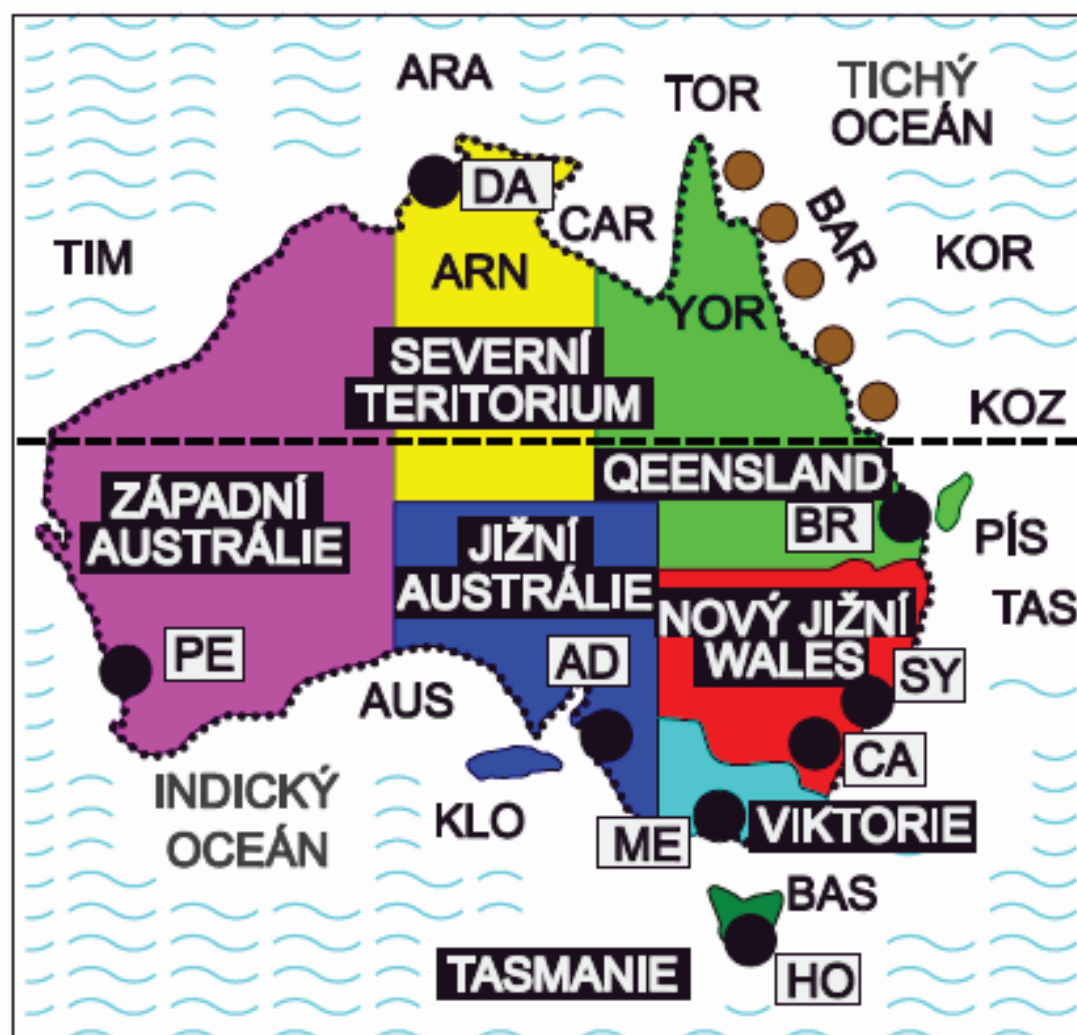 ARA
TOR
TICHÝ
OCEÁN
DA
CAR
BAR
TIM
ARN
KOR
YOR
SEVERNÍ
TERITORIUM
KOZ
QEENSLAND
ZÁPADNÍ
AUSTRÁLIE
BR
JIŽNÍ
AUSTRÁLIE
PÍS
TAS
NOVÝ JIŽNÍ
WALES
PE
AD
SY
AUS
CA
INDICKÝ
OCEÁN
KLO
ME
VIKTORIE
BAS
TASMANIE
HO